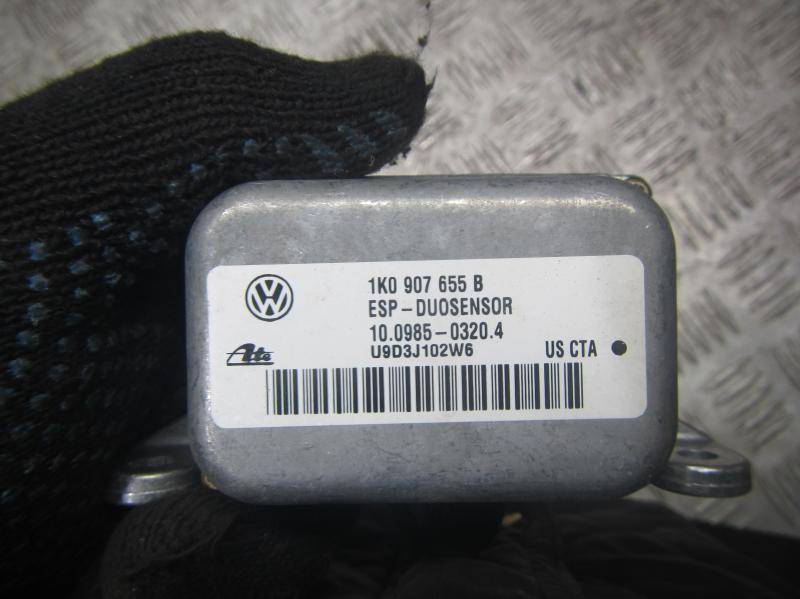 1K0 907 655 B
ESP-DUOSENSOR
10.0985-0320.4
U9D3J102W6
Ate
US CTA